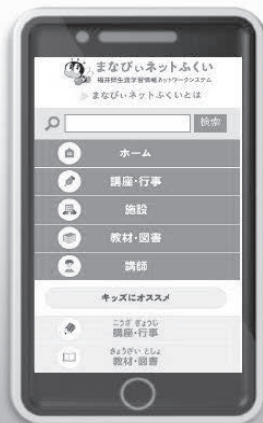 まなびぃネットふくい
福井県生涯学習情報ネットワークシステム
まなびぃネットふくいとは
検索
ホーム
講座・行事
施設
教材・図書
講師
キッズにオススメ
こうざ ぎょうじ
講座・行事
きょうざい としょ
教材・図書